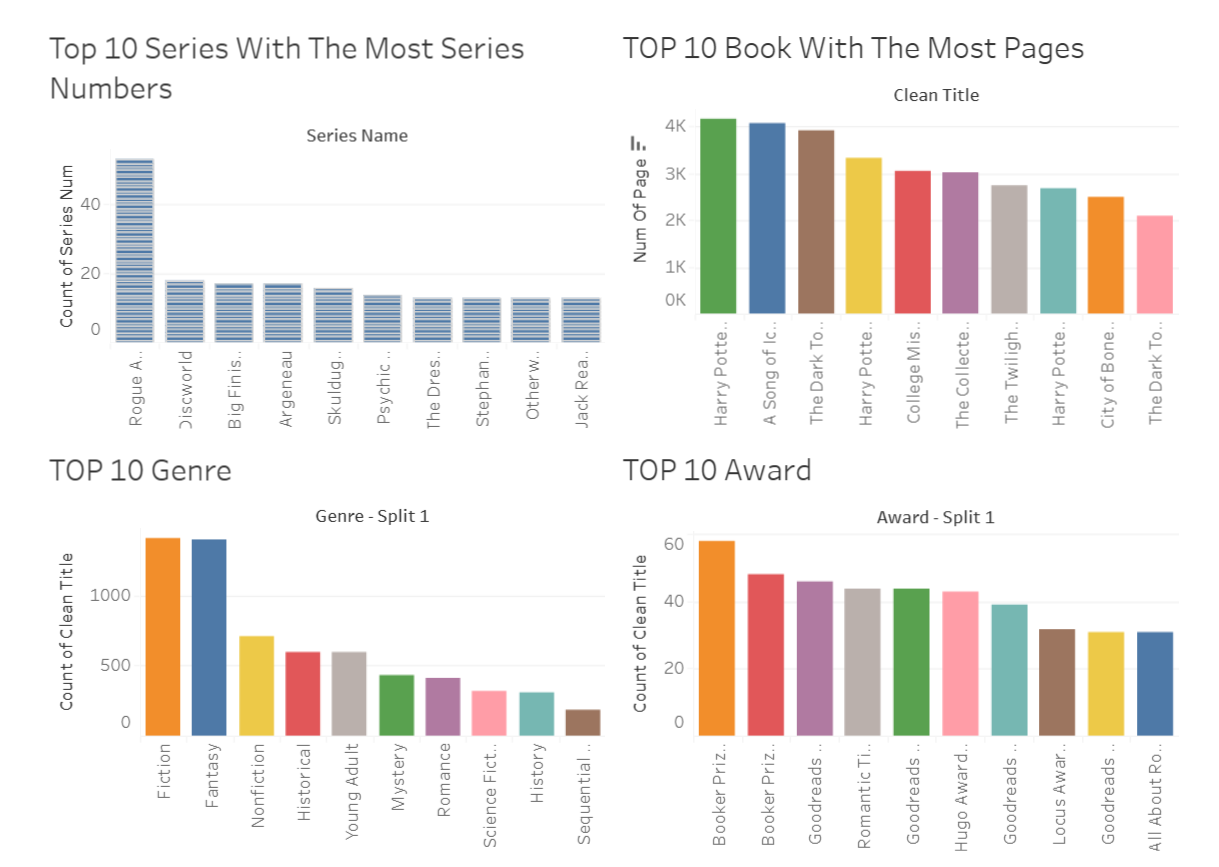 Top 10 Series With The Most Series
Numbers
Series Name
Count of Series Num
40
20
0
Rogue A..
Discworld
Big Finis..
Argeneau
Skuldug..
Psychic ..
The Dres..
Stephan..
Otherw..
Jack Rea..
TOP 10 Book With The Most Pages
Clean Title
Num Of Page
4K
3K
2K
1K
0K
Harry Potte..
A Song of Ic..
The Dark To..
Harry Potte..
College Mis..
The Collecte..
The Twiligh..
Harry Potte..
City of Bone..
The Dark To..
TOP 10 Genre
Genre - Split 1
Count of Clean Title
1000
500
0
Fiction
Fantasy
Nonfiction
Historical
Young Adult
Mystery
Romance
Science Fict..
History
Sequential ..
TOP 10 Award
Award - Split 1
Count of Clean Title
60
40
20
0
Booker Priz..
Booker Priz..
Goodreads ..
Romantic Ti..
Goodreads ..
Hugo Award..
Goodreads ..
Locus Awar..
Goodreads ..
All About Ro..